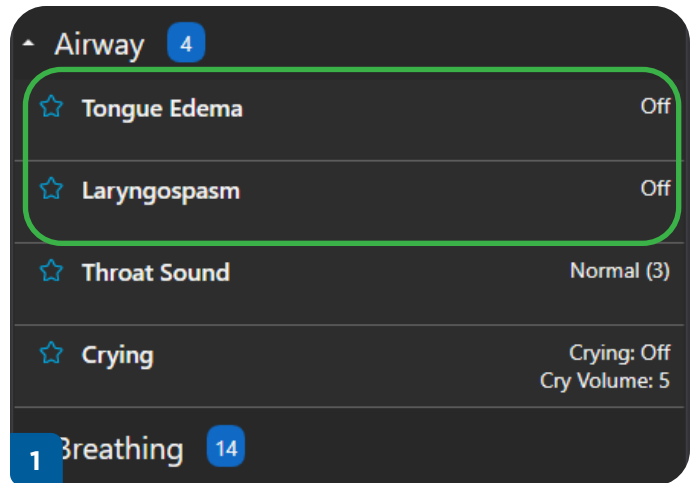 Airway 4
Tongue Edema Off
Laryngospasm Off
Throat Sound Normal (3)
Crying Crying: Off
Cry Volume: 5
Breathing 14
1